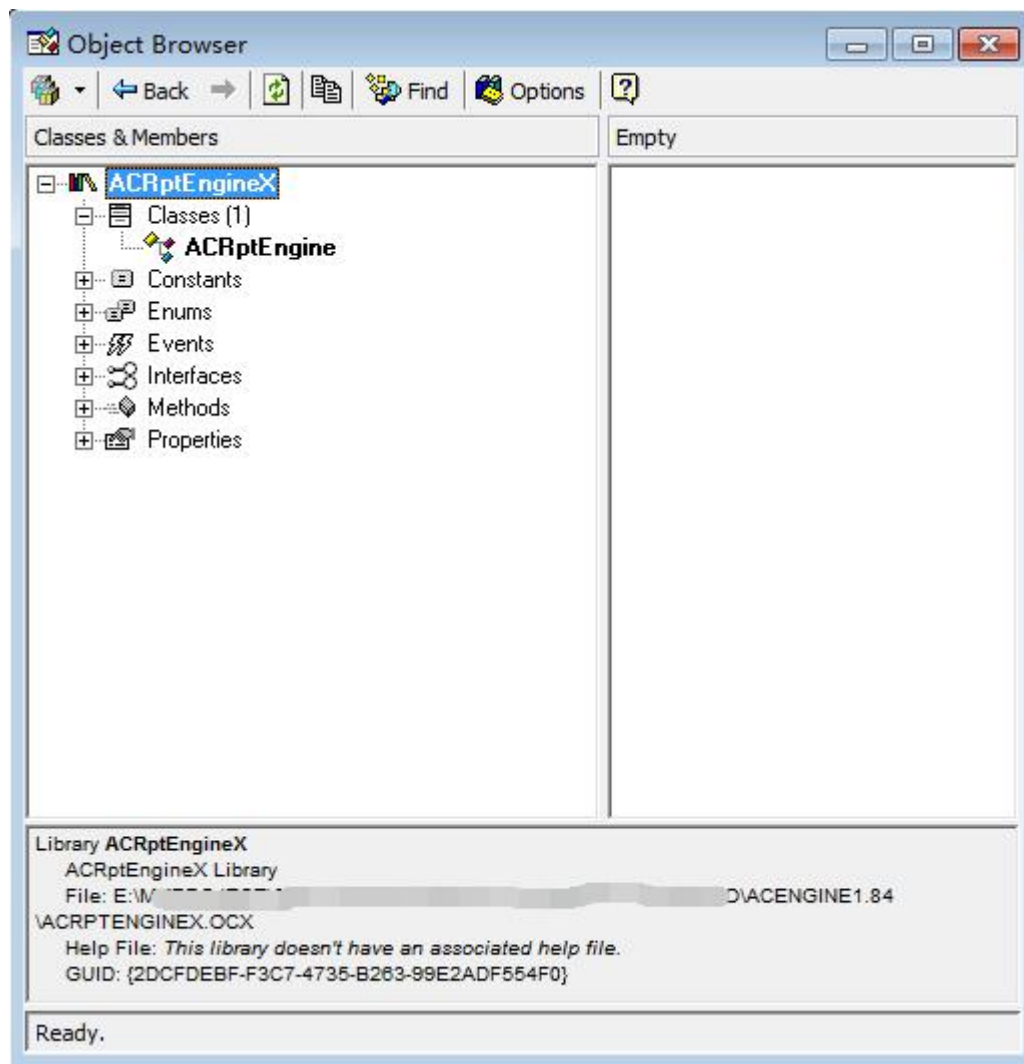 Object Browser
Back Find Options
Classes & Members Empty
ACRptEngineX
Classes (1)
ACRptEngine
Constants
Enums
Events
Interfaces
Methods
Properties
Library ACRptEngineX
ACRptEngineX Library
File: E:\ \ACENGINE1.84
\ACRPTENGINEX.OCX
Help File: This library doesn't have an associated help file.
GUID: {2DCFDEBF-F3C7-4735-B263-99E2ADF554F0}
Ready.